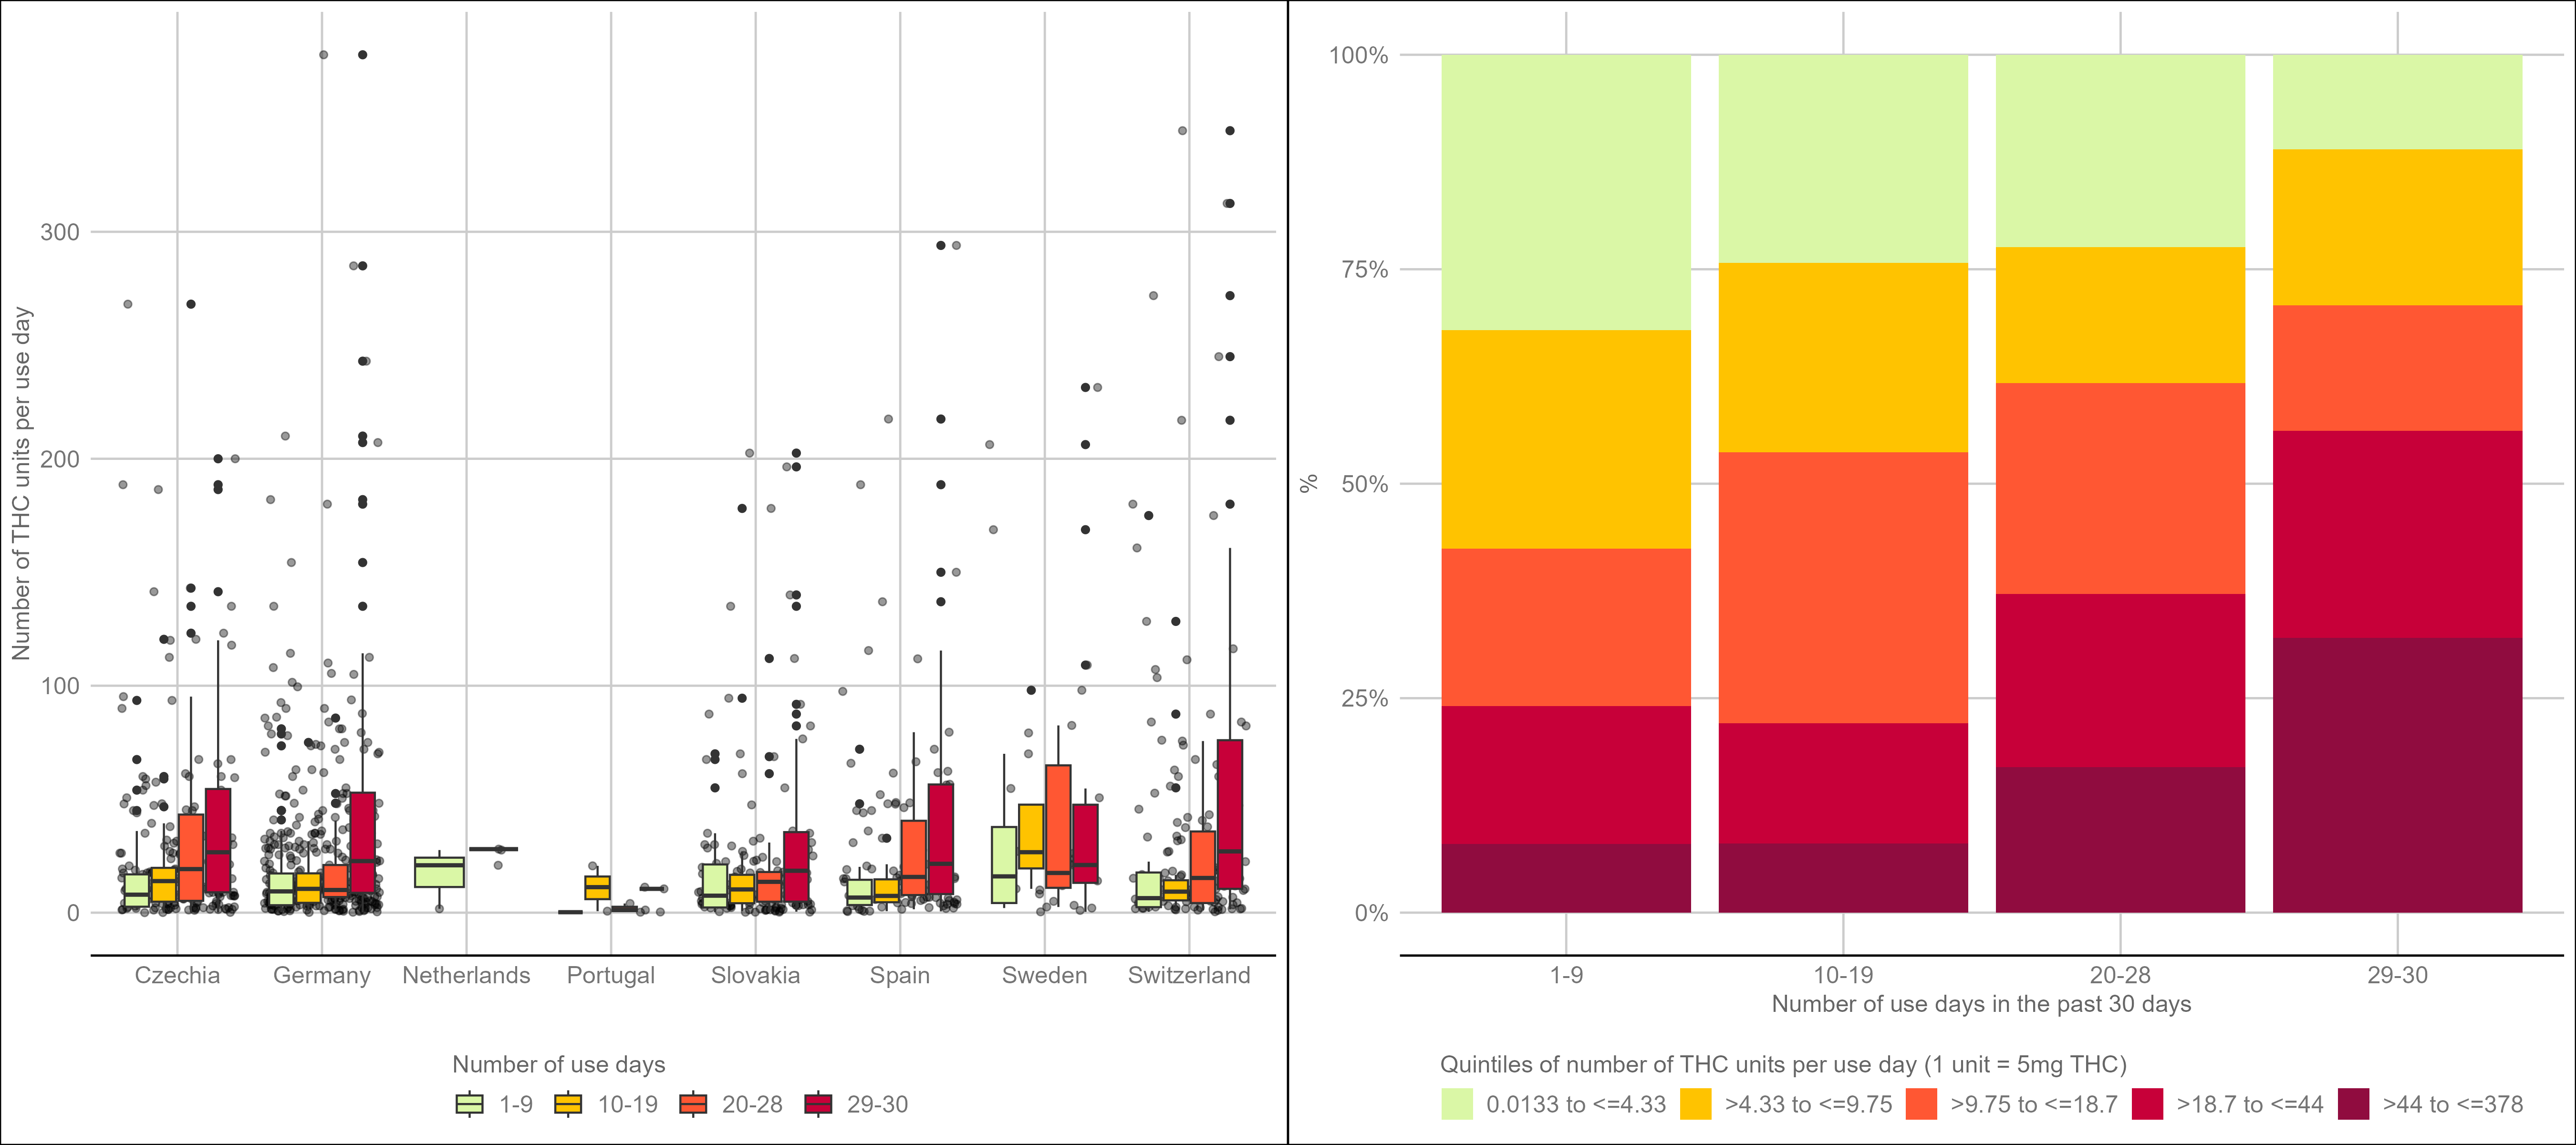 Number of THC units per use day
300
200
100
0
Czechia Germany Netherlands Portugal Slovakia Spain Sweden Switzerland
Number of use days
1-9 10-19 20-28 29-30
%
100%
75%
50%
25%
0%
1-9 10-19 20-28 29-30
Number of use days in the past 30 days
Quintiles of number of THC units per use day (1 unit = 5mg THC)
0.0133 to <=4.33 >4.33 to <=9.75 >9.75 to <=18.7 >18.7 to <=44 >44 to <=378